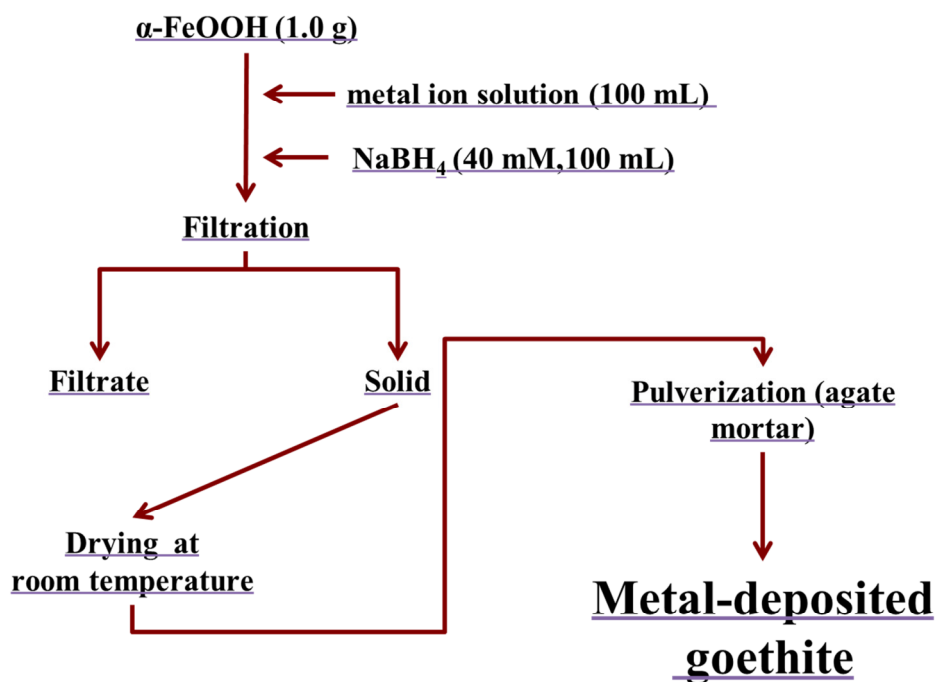 α-FeOOH (1.0 g)
metal ion solution (100 mL)
NaBH₄ (40 mM,100 mL)
Filtration
Filtrate
Solid
Pulverization (agate
mortar)
Drying at
room temperature
Metal-deposited
goethite